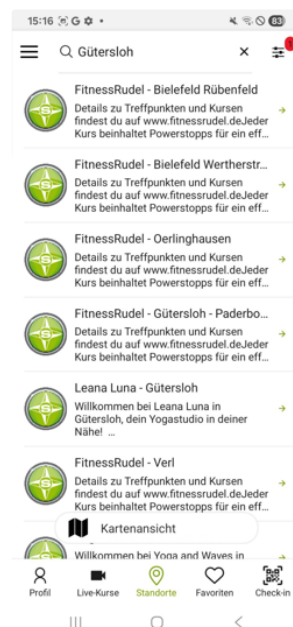 15:16
83
Gütersloh
FitnessRudel - Bielefeld Rübenfeld
Details zu Treffpunkten und Kursen
findest du auf www.fitnessrudel.deJeder
Kurs beinhaltet Powerstopps für ein eff...
FitnessRudel - Bielefeld Wertherstr...
Details zu Treffpunkten und Kursen
findest du auf www.fitnessrudel.deJeder
Kurs beinhaltet Powerstopps für ein eff...
FitnessRudel - Oerlinghausen
Details zu Treffpunkten und Kursen
findest du auf www.fitnessrudel.deJeder
Kurs beinhaltet Powerstopps für ein eff...
FitnessRudel - Gütersloh - Paderbo...
Details zu Treffpunkten und Kursen
findest du auf www.fitnessrudel.deJeder
Kurs beinhaltet Powerstopps für ein eff...
Leana Luna - Gütersloh
Willkommen bei Leana Luna in
Gütersloh, dein Yogastudio in deiner
Nähe! ...
FitnessRudel - Verl
Details zu Treffpunkten und Kursen
findest du auf www.fitnessrudel.deJeder
Kurs beinhaltet Powerstopps für ein eff...
Kartenansicht
Willkommen bei Yoga and Waves in
Profil
Live-Kurse
Standorte
Favoriten
Check-in